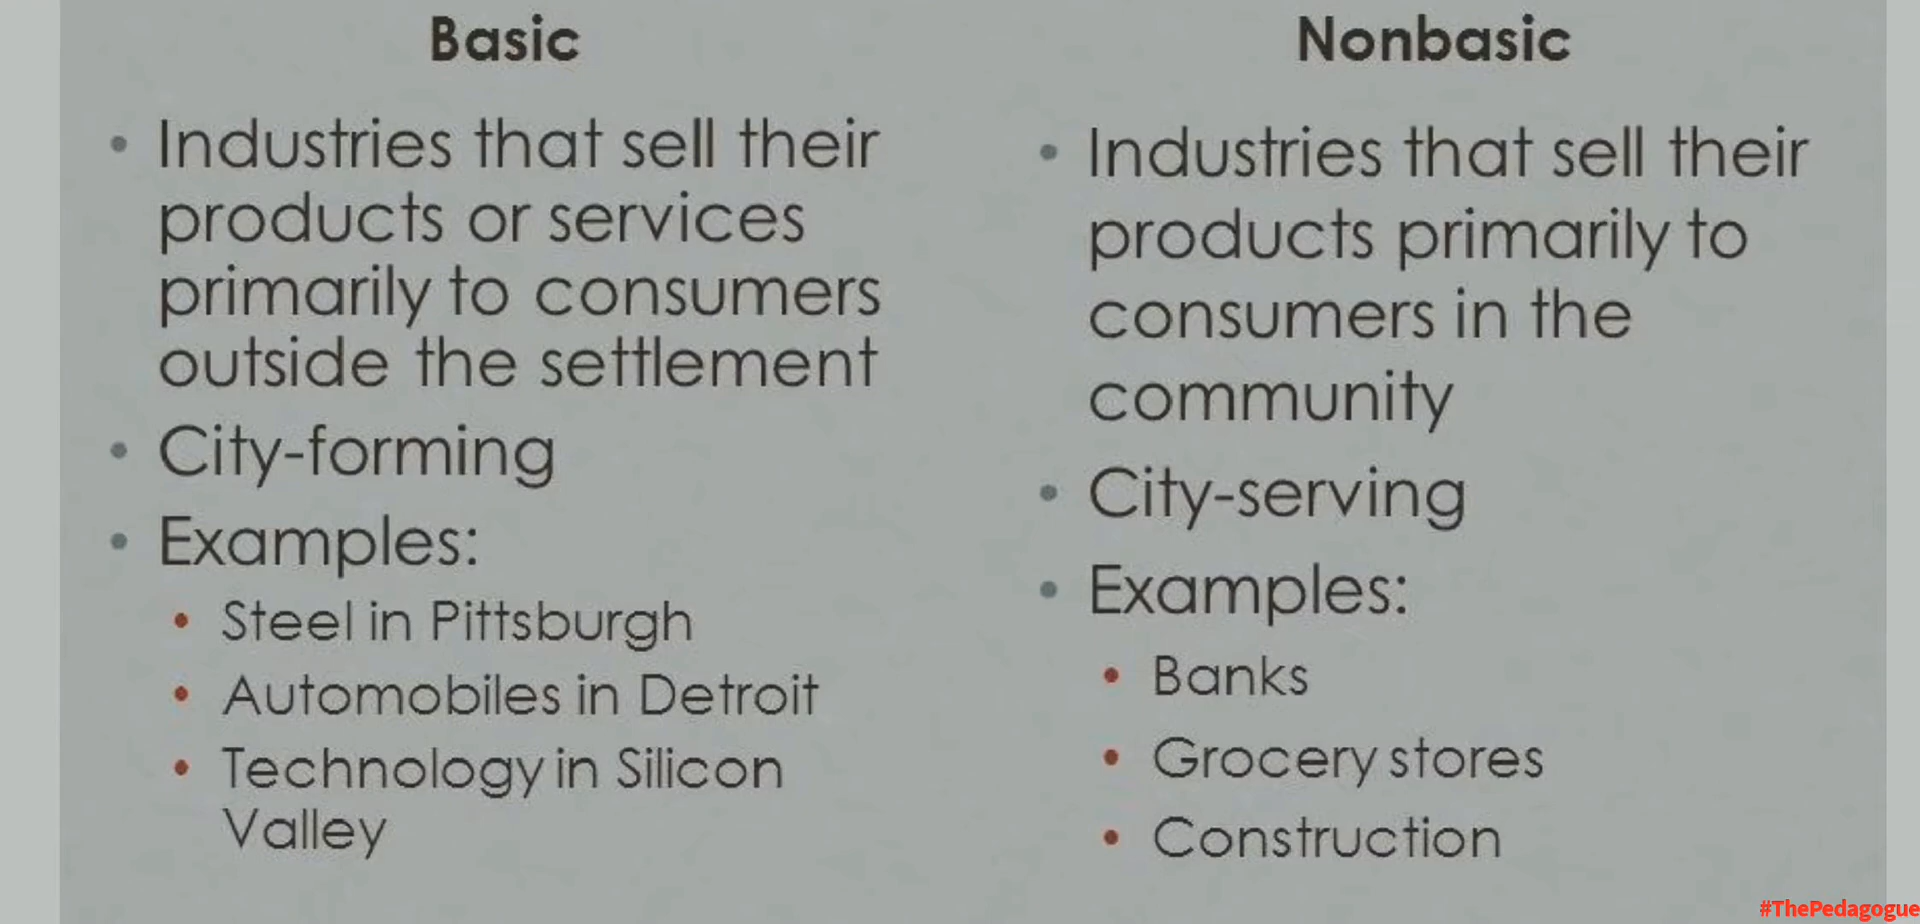 Basic
• Industries that sell their
products or services
primarily to consumers
outside the settlement
• City-forming
• Examples:
• Steel in Pittsburgh
• Automobiles in Detroit
• Technology in Silicon
Valley
Nonbasic
• Industries that sell their
products primarily to
consumers in the
community
• City-serving
• Examples:
• Banks
• Grocery stores
• Construction
#ThePedagogue